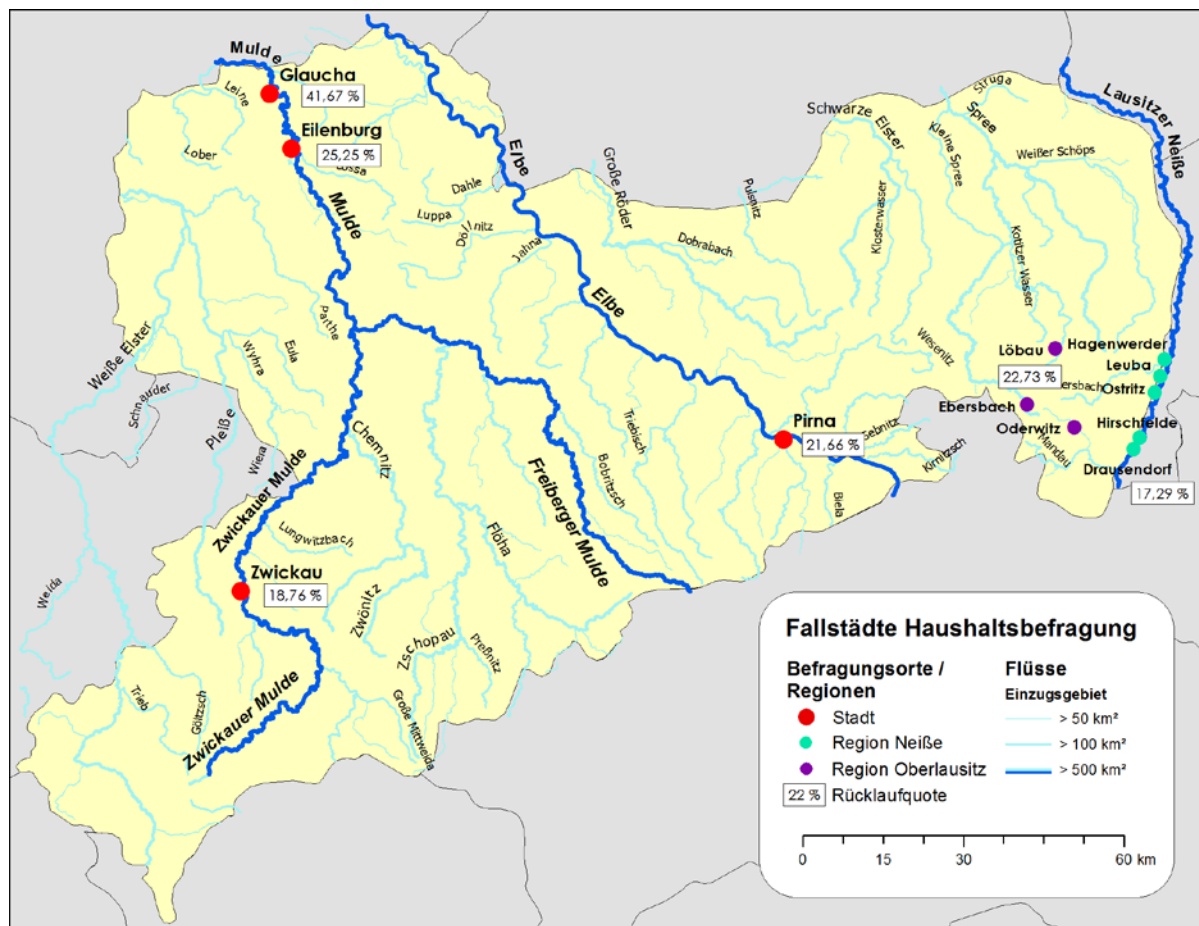 Mulde
Glaucha
41,67 %
Leine
Eilenburg
25,25 %
Lober
Lossa
Mulde
Dahle
Luppa
Döllnitz
Jahna
Elbe
Elbe
Große Röder
Dobrabach
Pulsnitz
Schwarze Elster
Klosterwasser
Kleine Spree
Spree
Struga
Weißer Schöps
Lausitzer Neiße
Kotitzer Wasser
Wesenitz
Löbau
22,73 %
Hagenwerder
Leuba
Ostritz
Ebersbach
Oderwitz
Hirschfelde
Mandau
Drausendorf
17,29 %
Pirna
21,66 %
Sebnitz
Kirnitzsch
Biela
Parthe
Weiße Elster
Schnauder
Pleiße
Wyhra
Eula
Wiera
Chemnitz
Zwickauer Mulde
Lungwitzbach
Zwickau
18,76 %
Zwönitz
Zschopau
Preßnitz
Flöha
Freiberger Mulde
Bobritzsch
Triebisch
Große Mittweida
Weida
Trieb
Göltzsch
Zwickauer Mulde
Fallstädte Haushaltsbefragung
Befragungsorte /
Regionen
Stadt
Region Neiße
Region Oberlausitz
22 % Rücklaufquote
Flüsse
Einzugsgebiet
> 50 km²
> 100 km²
> 500 km²
0 15 30 60 km